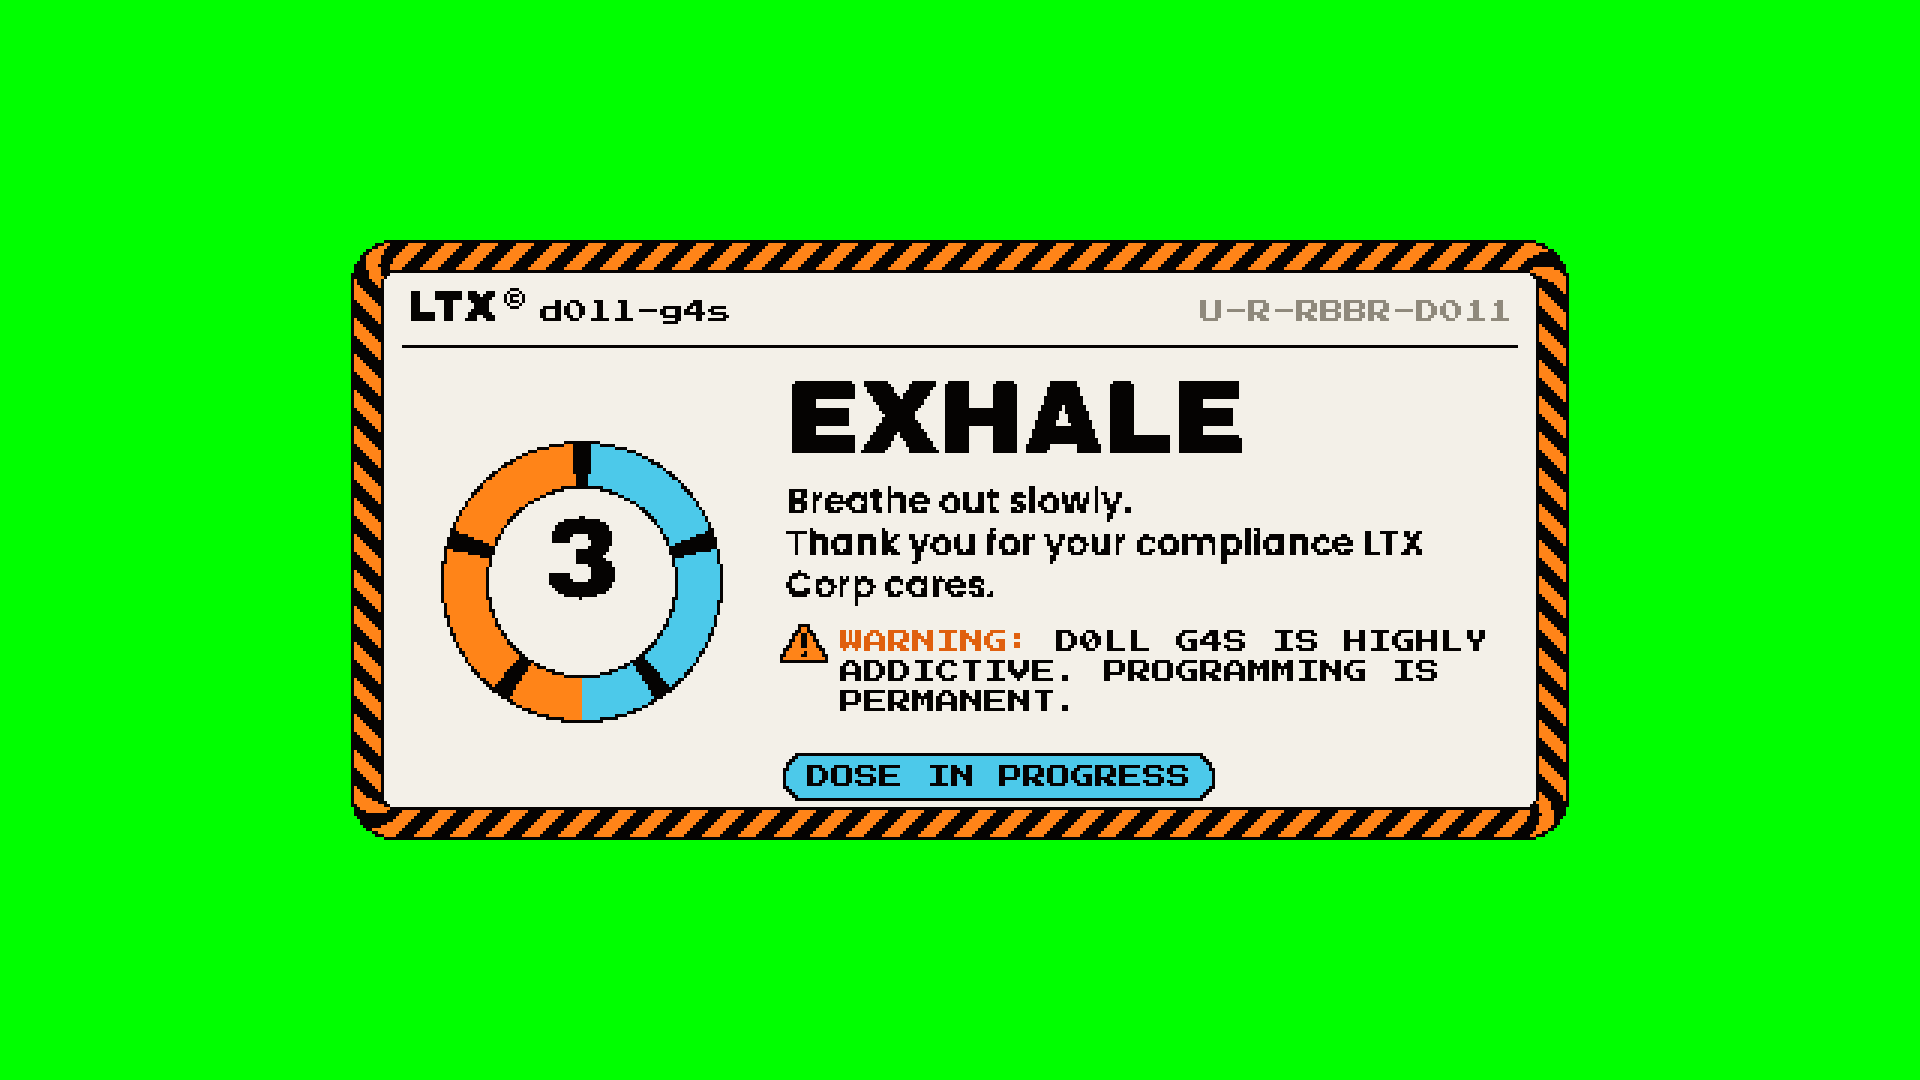 LTX© d0ll-g4s
U-R-RBBR-D011
EXHALE
3
Breathe out slowly.
Thank you for your compliance LTX
Corp cares.
WARNING: D0LL G4S IS HIGHLY
ADDICTIVE. PROGRAMMING IS
PERMANENT.
DOSE IN PROGRESS